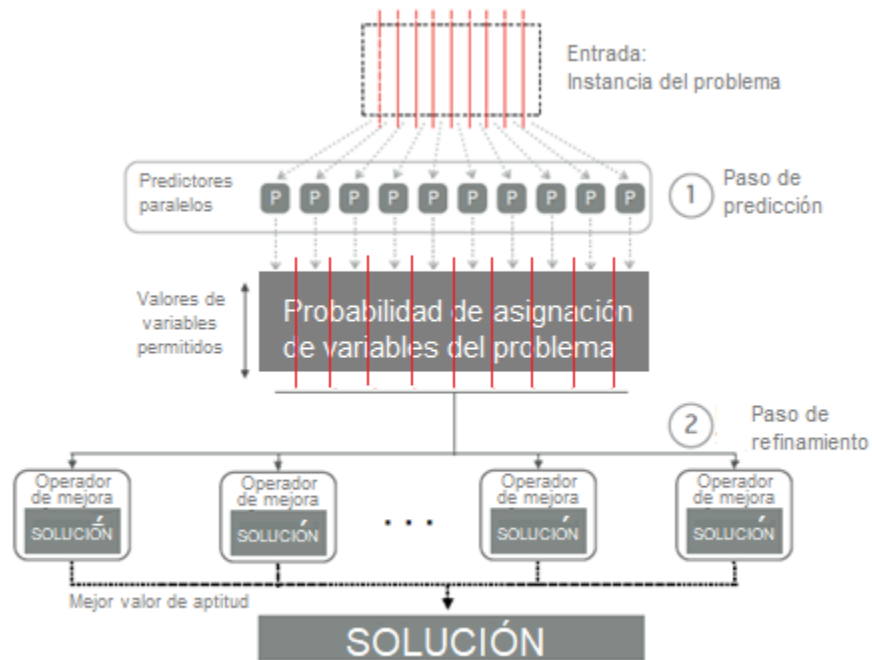 Entrada:
Instancia del problema
Predictores
paralelos
P P P P P P P P P P
1
Paso de
predicción
Valores de
variables
permitidos
Probabilidad de asignación
de variables del problema
2
Paso de
refinamiento
Operador
de mejora
SOLUCIÓN
Operador
de mejora
SOLUCIÓN
. . .
Operador
de mejora
SOLUCIÓN
Operador
de mejora
SOLUCIÓN
Mejor valor de aptitud
SOLUCIÓN